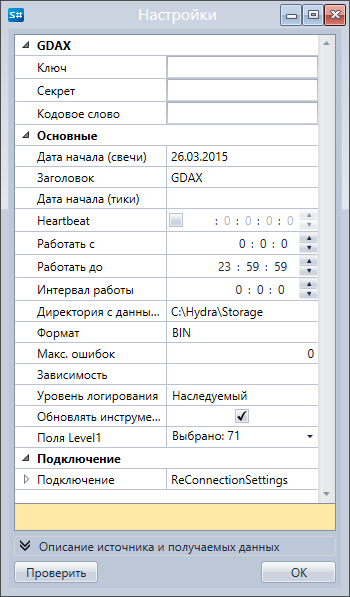 S# Настройки
GDAX
Ключ
Секрет
Кодовое слово
Основные
Дата начала (свечи) 26.03.2015
Заголовок GDAX
Дата начала (тики)
Heartbeat : 0 : 0 : 0 : 0
Работать с 0 : 0 : 0
Работать до 23 : 59 : 59
Интервал работы 0 : 0 : 0
Директория с данны... C:\Hydra\Storage
Формат BIN
Макс. ошибок 0
Зависимость
Уровень логирования Наследуемый
Обновлять инструме...
Поля Level1 Выбрано: 71
Подключение
Подключение ReConnectionSettings
Описание источника и получаемых данных
Проверить OK